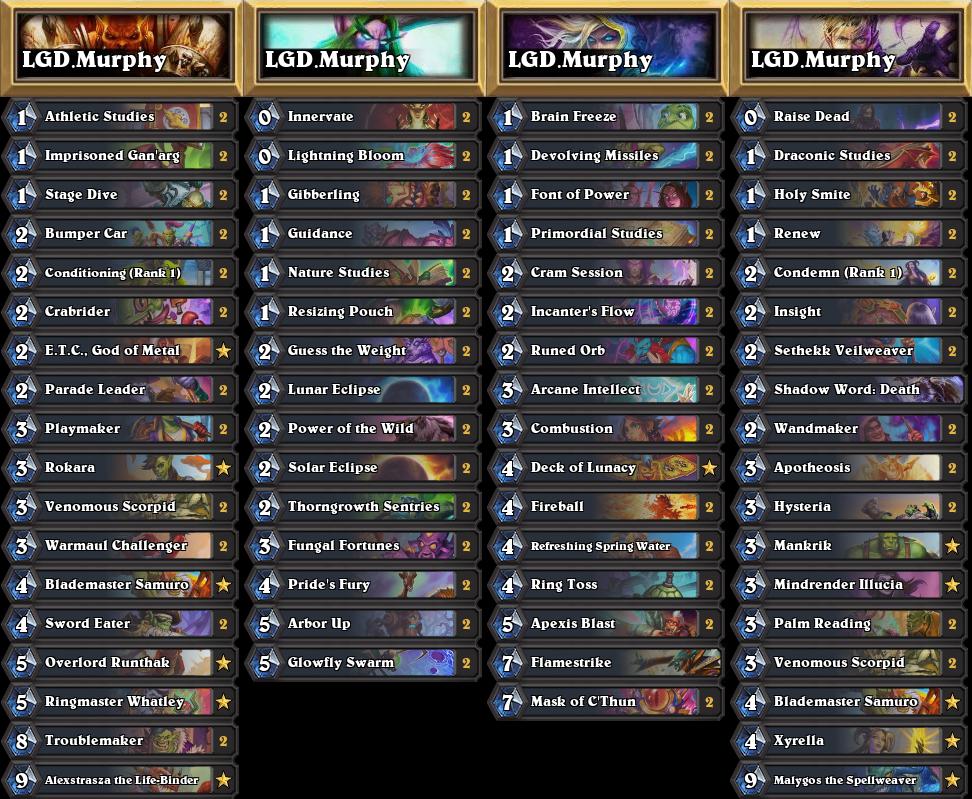 LGD.Murphy
1 Athletic Studies 2
1 Imprisoned Gan'arg 2
1 Stage Dive 2
2 Bumper Car 2
2 Conditioning (Rank 1) 2
2 Crabrider 2
2 E.T.C., God of Metal
2 Parade Leader 2
3 Playmaker 2
3 Rokara
3 Venomous Scorpid 2
3 Warmaul Challenger 2
4 Blademaster Samuro
4 Sword Eater 2
5 Overlord Runthak
5 Ringmaster Whatley
8 Troublemaker 2
9 Alexstrasza the Life-Binder
LGD.Murphy
0 Innervate 2
0 Lightning Bloom 2
1 Gibberling 2
1 Guidance 2
1 Nature Studies 2
1 Resizing Pouch 2
2 Guess the Weight 2
2 Lunar Eclipse 2
2 Power of the Wild 2
2 Solar Eclipse 2
2 Thorngrowth Sentries 2
3 Fungal Fortunes 2
4 Pride's Fury 2
5 Arbor Up 2
5 Glowfly Swarm 2
LGD.Murphy
1 Brain Freeze 2
1 Devolving Missiles 2
1 Font of Power 2
1 Primordial Studies 2
2 Cram Session 2
2 Incanter's Flow 2
2 Runed Orb 2
3 Arcane Intellect 2
3 Combustion 2
4 Deck of Lunacy
4 Fireball 2
4 Refreshing Spring Water 2
4 Ring Toss 2
5 Apexis Blast 2
7 Flamestrike
7 Mask of C'Thun 2
LGD.Murphy
0 Raise Dead 2
1 Draconic Studies 2
1 Holy Smite 2
1 Renew 2
2 Condemn (Rank 1) 2
2 Insight 2
2 Sethekk Veilweaver 2
2 Shadow Word: Death
2 Wandmaker 2
3 Apotheosis 2
3 Hysteria 2
3 Mankrik
3 Mindrender Illucia
3 Palm Reading 2
3 Venomous Scorpid 2
4 Blademaster Samuro
4 Xyrella
9 Malygos the Spellweaver